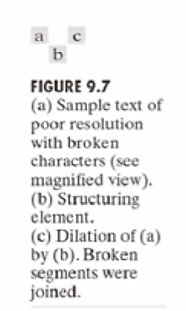 a c
b
FIGURE 9.7
(a) Sample text of
poor resolution
with broken
characters (see
magnified view).
(b) Structuring
element.
(c) Dilation of (a)
by (b). Broken
segments were
joined.